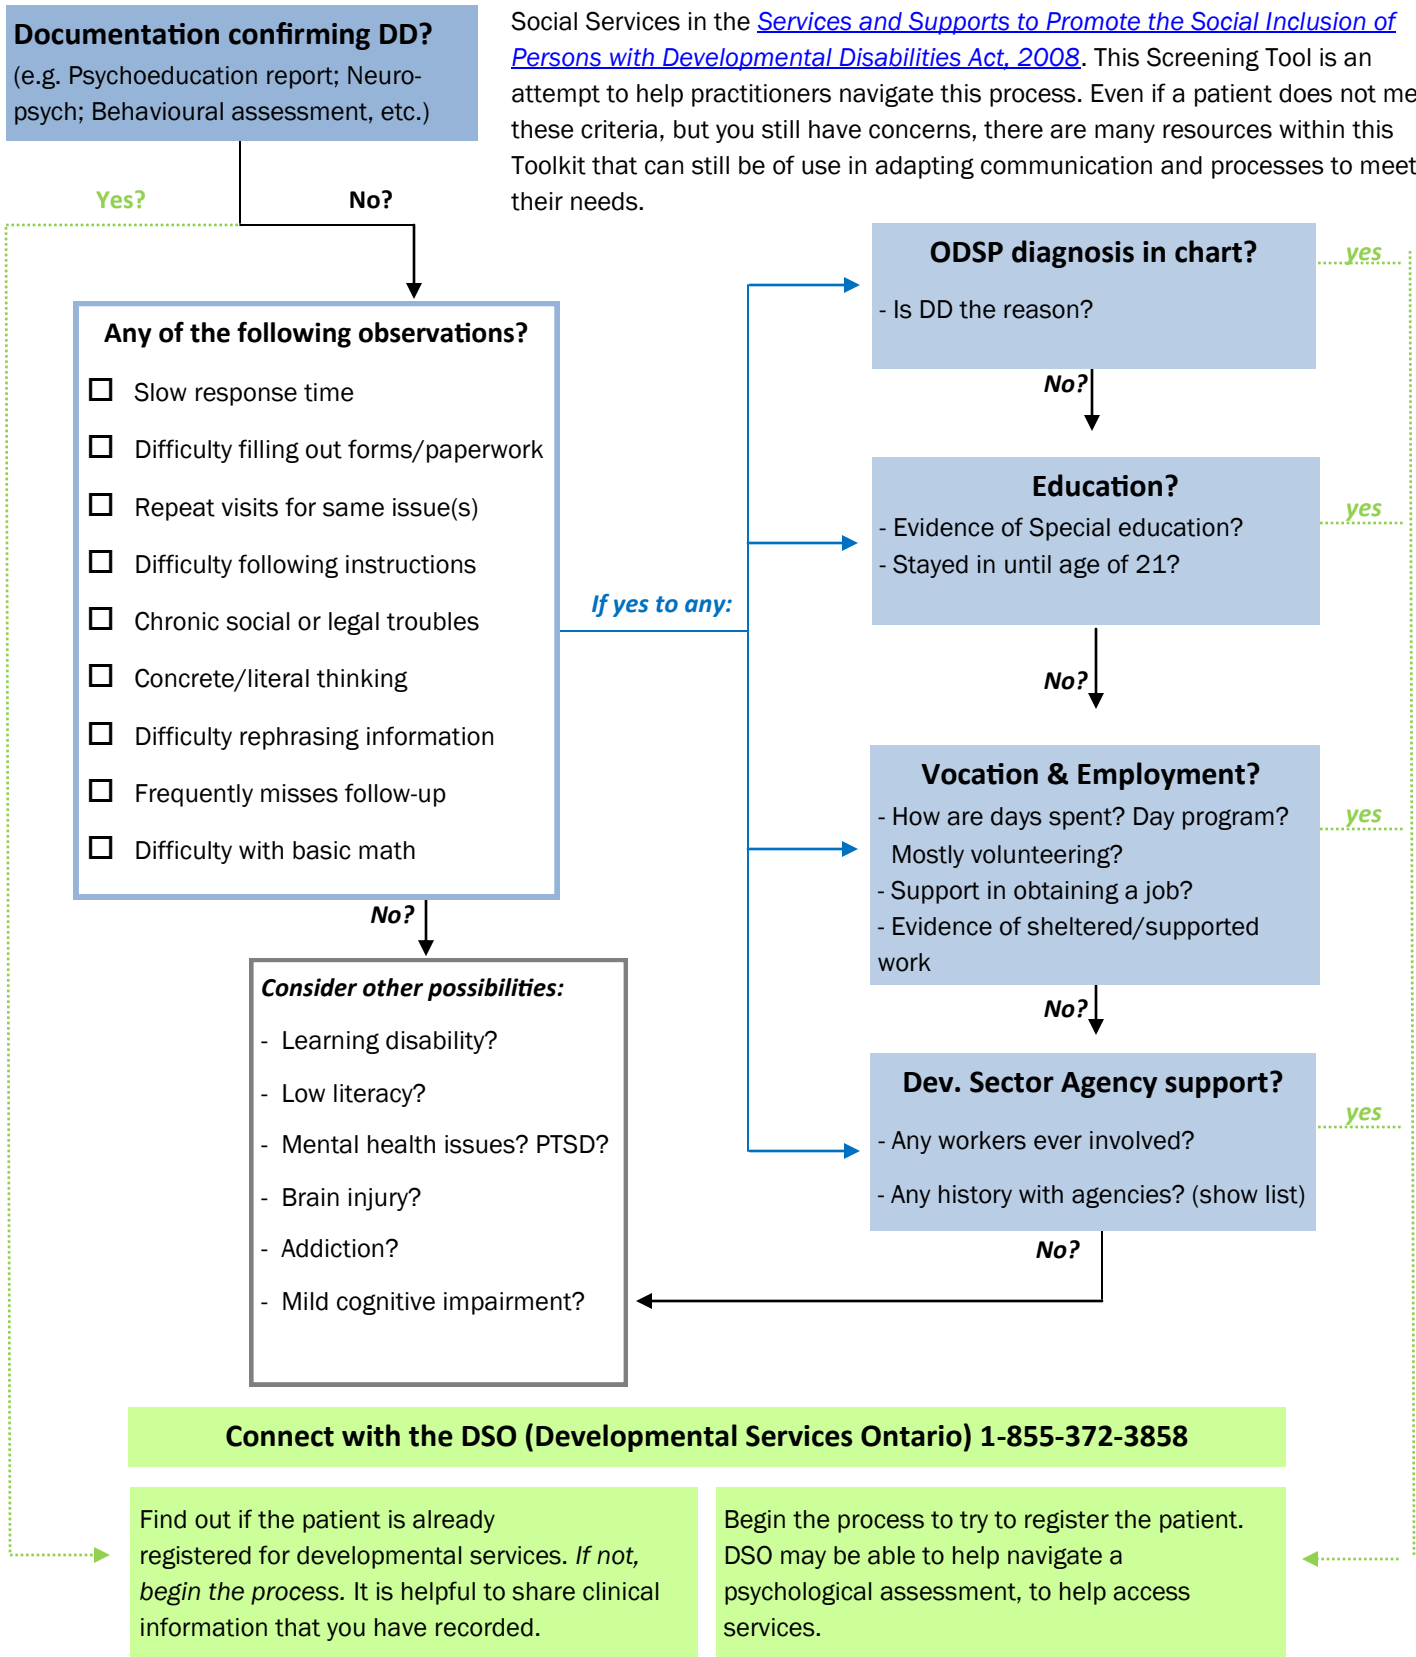 Documentation confirming DD?
(e.g. Psychoeducation report; Neuro-
psych; Behavioural assessment, etc.)
Social Services in the Services and Supports to Promote the Social Inclusion of
Persons with Developmental Disabilities Act, 2008. This Screening Tool is an
attempt to help practitioners navigate this process. Even if a patient does not me
these criteria, but you still have concerns, there are many resources within this
Toolkit that can still be of use in adapting communication and processes to meet
their needs.
Yes?
No?
Any of the following observations?
Slow response time
Difficulty filling out forms/paperwork
Repeat visits for same issue(s)
Difficulty following instructions
Chronic social or legal troubles
Concrete/literal thinking
Difficulty rephrasing information
Frequently misses follow-up
Difficulty with basic math
No?
If yes to any:
ODSP diagnosis in chart?
- Is DD the reason?
yes
No?
Education?
- Evidence of Special education?
- Stayed in until age of 21?
yes
No?
Vocation & Employment?
- How are days spent? Day program?
Mostly volunteering?
- Support in obtaining a job?
- Evidence of sheltered/supported
work
yes
No?
Dev. Sector Agency support?
- Any workers ever involved?
- Any history with agencies? (show list)
yes
No?
Consider other possibilities:
- Learning disability?
- Low literacy?
- Mental health issues? PTSD?
- Brain injury?
- Addiction?
- Mild cognitive impairment?
Connect with the DSO (Developmental Services Ontario) 1-855-372-3858
Find out if the patient is already
registered for developmental services. If not,
begin the process. It is helpful to share clinical
information that you have recorded.
Begin the process to try to register the patient.
DSO may be able to help navigate a
psychological assessment, to help access
services.